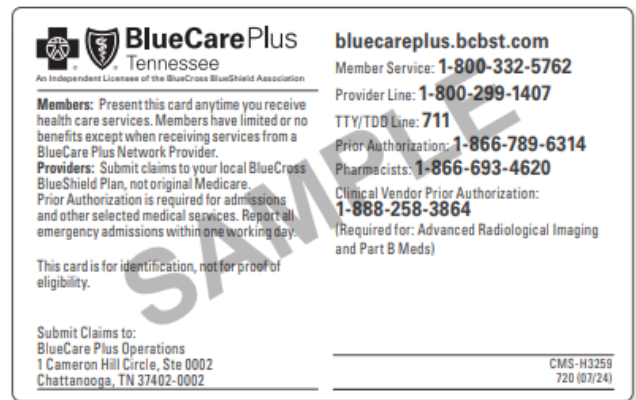 BlueCare Plus
Tennessee
An Independent Licensee of the BlueCross BlueShield Association
Members: Present this card anytime you receive
health care services. Members have limited or no
benefits except when receiving services from a
BlueCare Plus Network Provider.
Providers: Submit claims to your local BlueCross
BlueShield Plan, not original Medicare.
Prior Authorization is required for admissions
and other selected medical services. Report all
emergency admissions within one working day.
This card is for identification, not for proof of
eligibility.
Submit Claims to:
BlueCare Plus Operations
1 Cameron Hill Circle, Ste 0002
Chattanooga, TN 37402-0002
bluecareplus.bcbst.com
Member Service: 1-800-332-5762
Provider Line: 1-800-299-1407
TTY/TDD Line: 711
Prior Authorization: 1-866-789-6314
Pharmacists: 1-866-693-4620
Clinical Vendor Prior Authorization:
1-888-258-3864
(Required for: Advanced Radiological Imaging
and Part B Meds)
CMS-H3259
720 (07/24)
SAMPLE